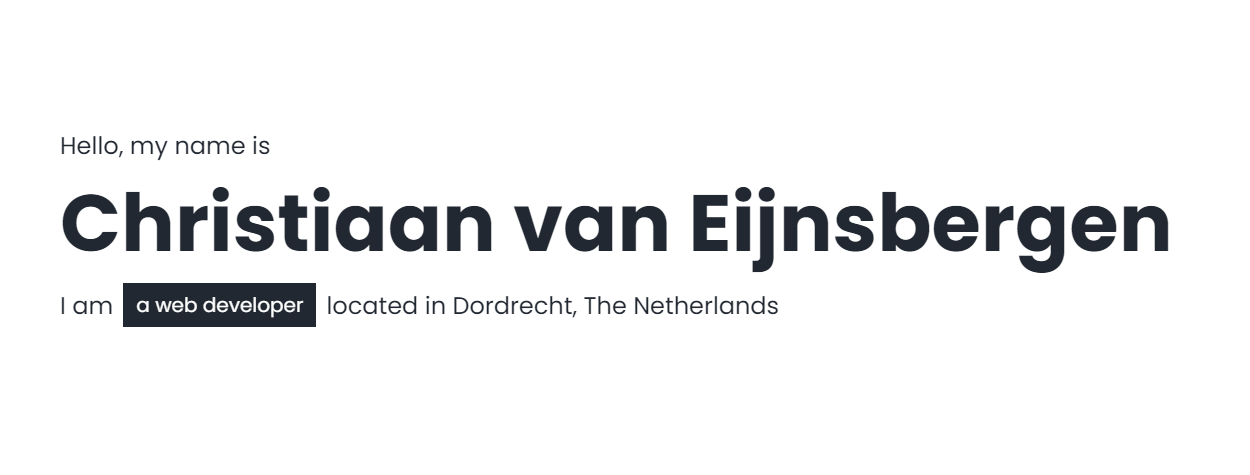 Hello, my name is
Christiaan van Eijnsbergen
I am a web developer located in Dordrecht, The Netherlands